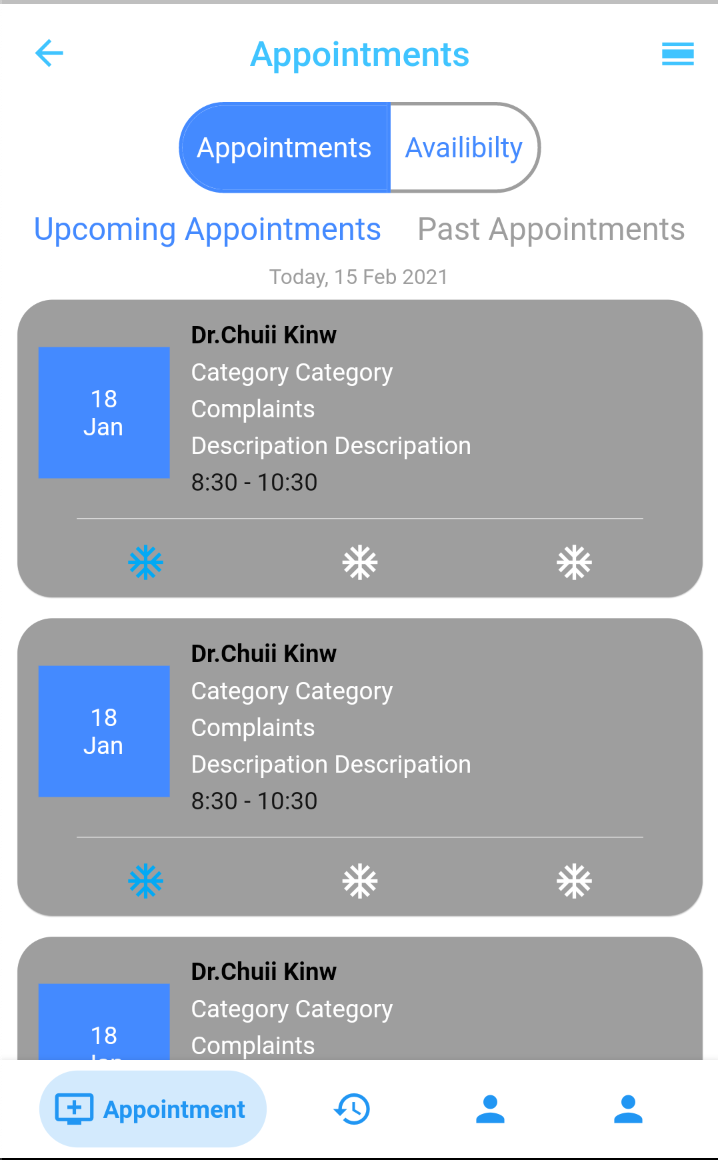 Appointments
Appointments Availibilty
Upcoming Appointments Past Appointments
Today, 15 Feb 2021
Dr.Chuii Kinw
Category Category
Complaints
Descripation Descripation
8:30 - 10:30
18
Jan
Dr.Chuii Kinw
Category Category
Complaints
Descripation Descripation
8:30 - 10:30
18
Jan
Dr.Chuii Kinw
Category Category
Complaints
18
Jan
Appointment